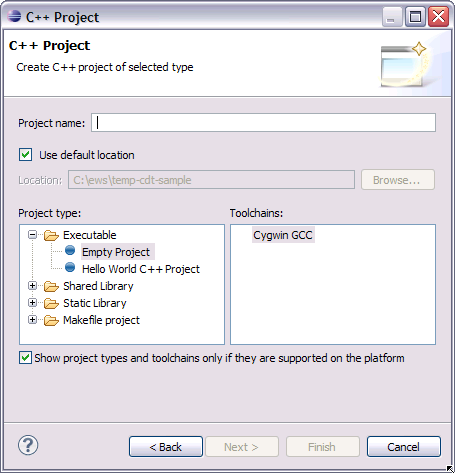 C++ Project
C++ Project
Create C++ project of selected type
Project name:
Use default location
Location: C:\ews\temp-cdt-sample Browse...
Project type: Toolchains:
Executable Cygwin GCC
Empty Project
Hello World C++ Project
Shared Library
Static Library
Makefile project
Show project types and toolchains only if they are supported on the platform
? < Back Next > Finish Cancel